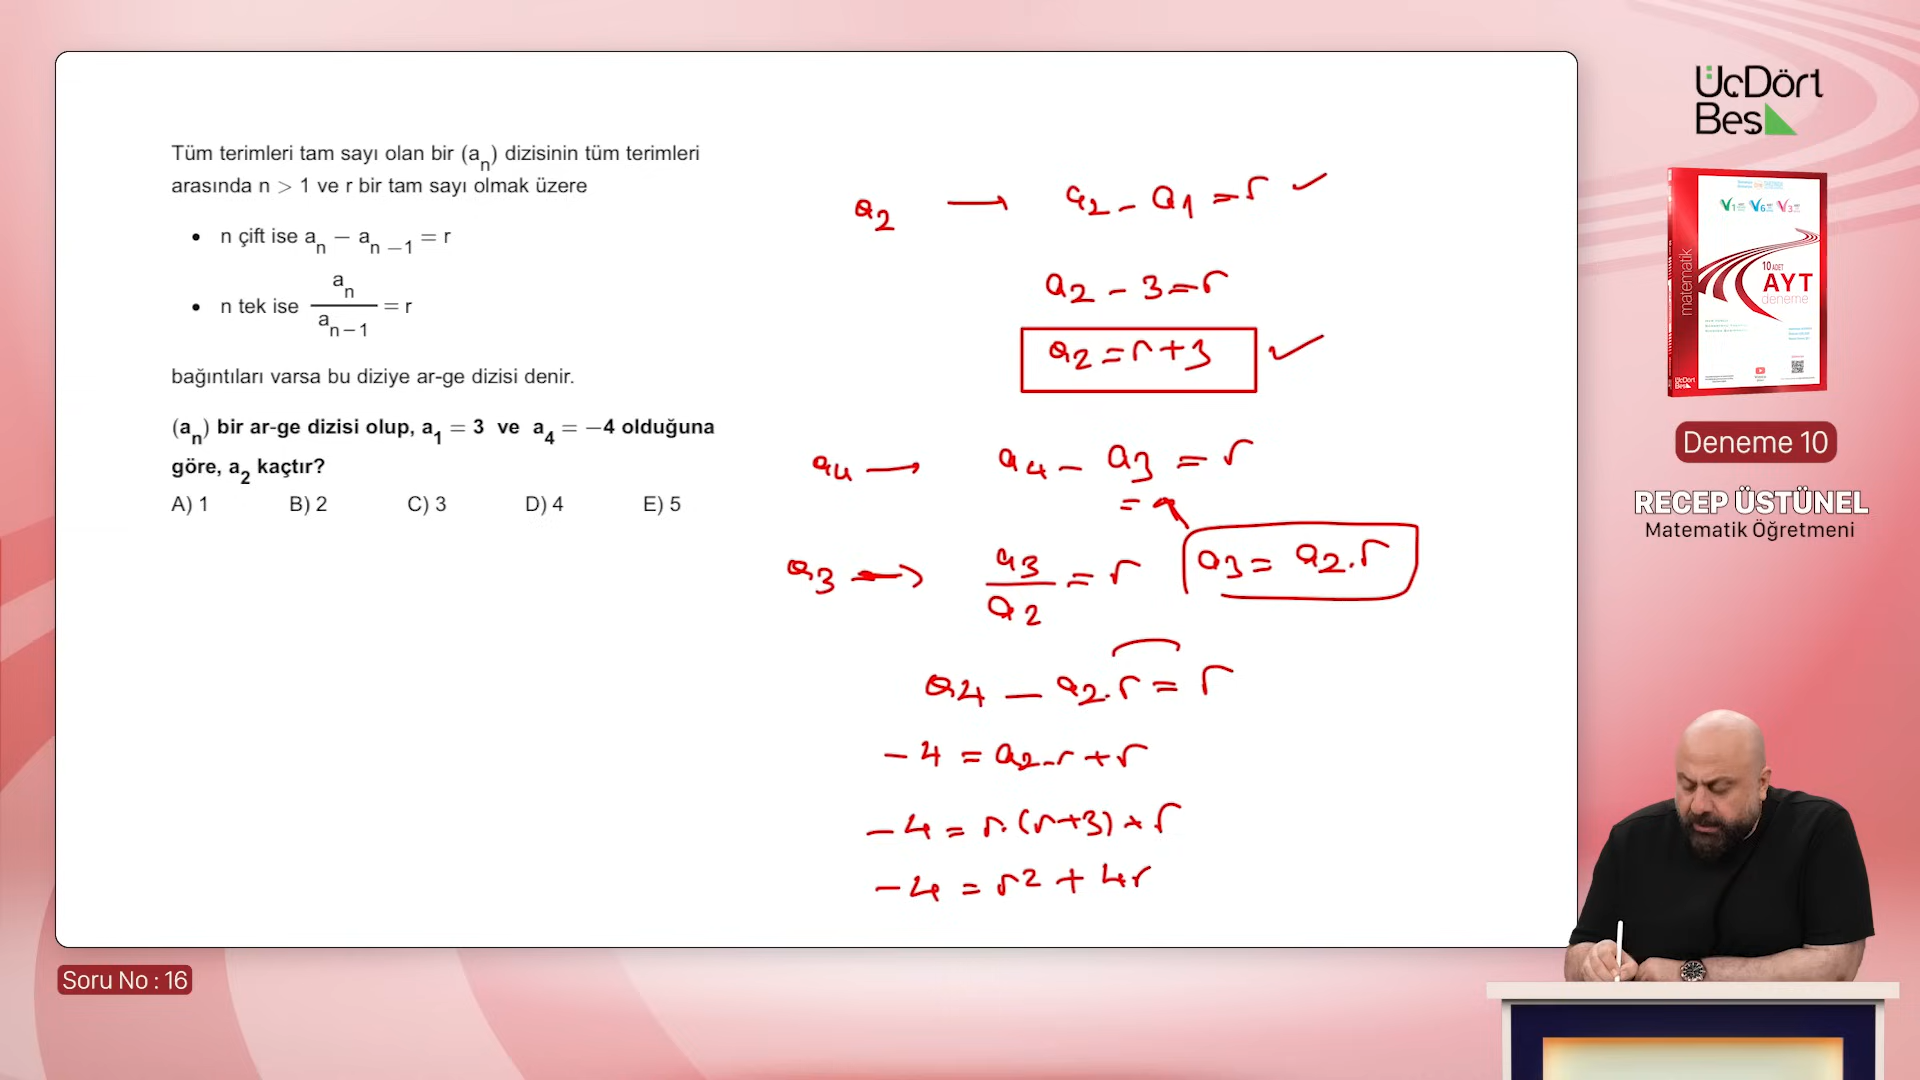 Tüm terimleri tam sayı olan bir (aₙ) dizisinin tüm terimleri
arasında n > 1 ve r bir tam sayı olmak üzere
• n çift ise aₙ − aₙ₋₁ = r
• n tek ise aₙ / aₙ₋₁ = r
bağıntıları varsa bu diziye ar-ge dizisi denir.
(aₙ) bir ar-ge dizisi olup, a₁ = 3 ve a₄ = −4 olduğuna
göre, a₂ kaçtır?
A) 1 B) 2 C) 3 D) 4 E) 5
a₂ → a₂ − a₁ = r ✓
a₂ − 3 = r
a₂ = r + 3 ✓
a₄ → a₄ − a₃ = r
a₃ → a₃ / a₂ = r
a₃ = a₂ . r
a₄ − a₂ . r = r
−4 = a₂ . r + r
−4 = r . (r + 3) + r
−4 = r² + 4r
ÜçDört
Beş
matematik
10 ADET
AYT
deneme
Deneme 10
RECEP ÜSTÜNEL
Matematik Öğretmeni
Soru No : 16